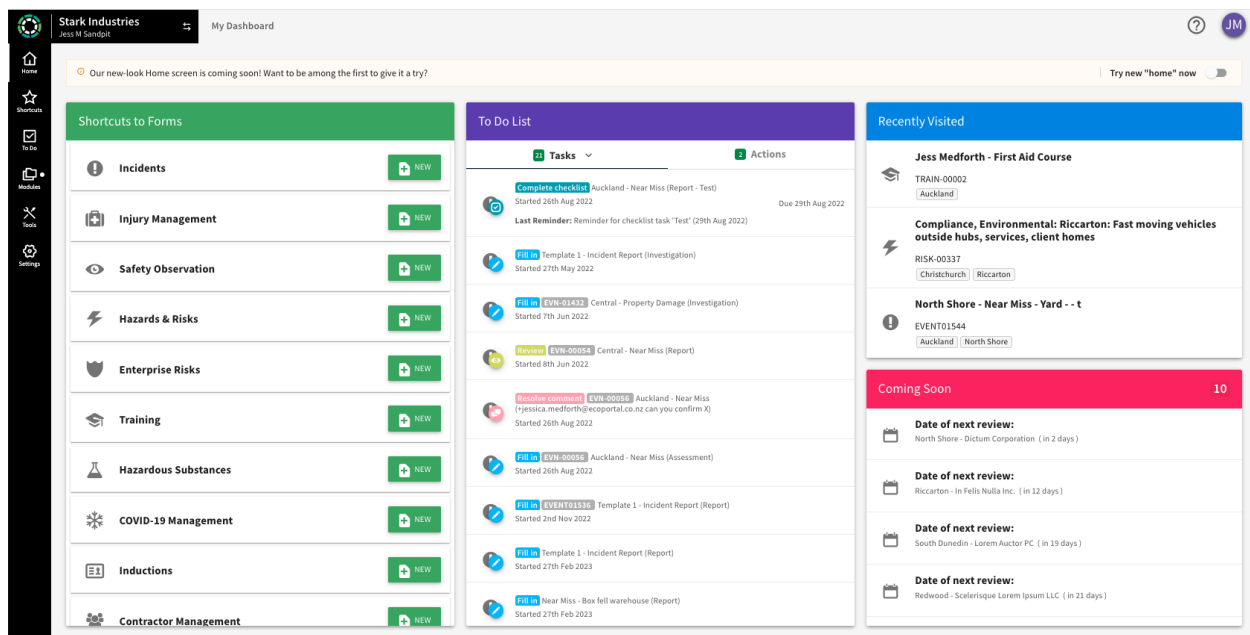 Stark Industries
Jess M Sandpit
My Dashboard
JM
Home
Shortcuts
To Do
Modules
Tools
Settings
Our new-look Home screen is coming soon! Want to be among the first to give it a try?
Try new "home" now
Shortcuts to Forms
Incidents
NEW
Injury Management
NEW
Safety Observation
NEW
Hazards & Risks
NEW
Enterprise Risks
NEW
Training
NEW
Hazardous Substances
NEW
COVID-19 Management
NEW
Inductions
NEW
Contractor Management
NEW
To Do List
21 Tasks
2 Actions
Complete checklist Auckland - Near Miss (Report - Test)
Started 26th Aug 2022
Due 29th Aug 2022
Last Reminder: Reminder for checklist task 'Test' (29th Aug 2022)
Fill in Template 1 - Incident Report (Investigation)
Started 27th May 2022
Fill in EVN-01432 Central - Property Damage (Investigation)
Started 7th Jun 2022
Review EVN-00054 Central - Near Miss (Report)
Started 8th Jun 2022
Resolve comment EVN-00056 Auckland - Near Miss
(+jessica.medforth@ecoportal.co.nz can you confirm X)
Started 26th Aug 2022
Fill in EVN-00056 Auckland - Near Miss (Assessment)
Started 26th Aug 2022
Fill in EVENT01536 Template 1 - Incident Report (Report)
Started 2nd Nov 2022
Fill in Template 1 - Incident Report (Report)
Started 27th Feb 2023
Fill in Near Miss - Box fell warehouse (Report)
Started 27th Feb 2023
Recently Visited
Jess Medforth - First Aid Course
TRAIN-00002
Auckland
Compliance, Environmental: Riccarton: Fast moving vehicles
outside hubs, services, client homes
RISK-00337
Christchurch Riccarton
North Shore - Near Miss - Yard - - t
EVENT01544
Auckland North Shore
Coming Soon
10
Date of next review:
North Shore - Dictum Corporation ( in 2 days )
Date of next review:
Riccarton - In Felis Nulla Inc. ( in 12 days )
Date of next review:
South Dunedin - Lorem Auctor PC ( in 19 days )
Date of next review:
Redwood - Scelerisque Lorem Ipsum LLC ( in 21 days )